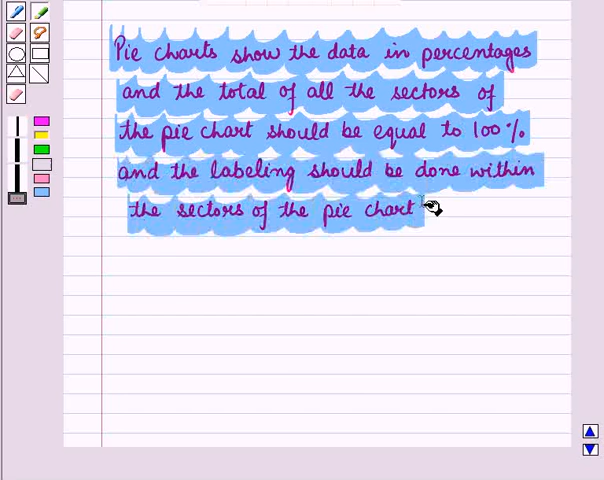 Pie charts show the data in percentages
and the total of all the sectors of
the pie chart should be equal to 100%
and the labeling should be done within
the sectors of the pie chart